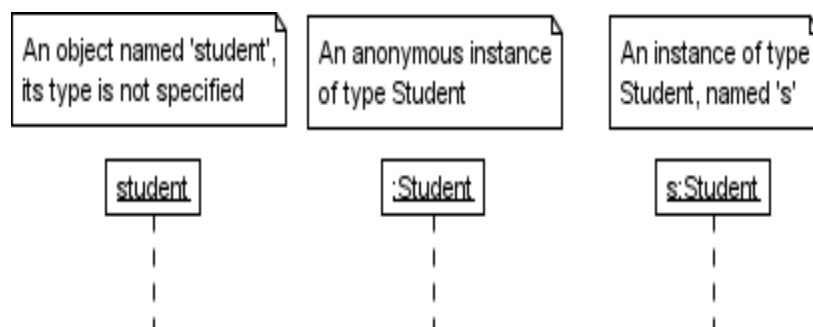 An object named 'student',
its type is not specified
An anonymous instance
of type Student
An instance of type
Student, named 's'
student
:Student
s:Student